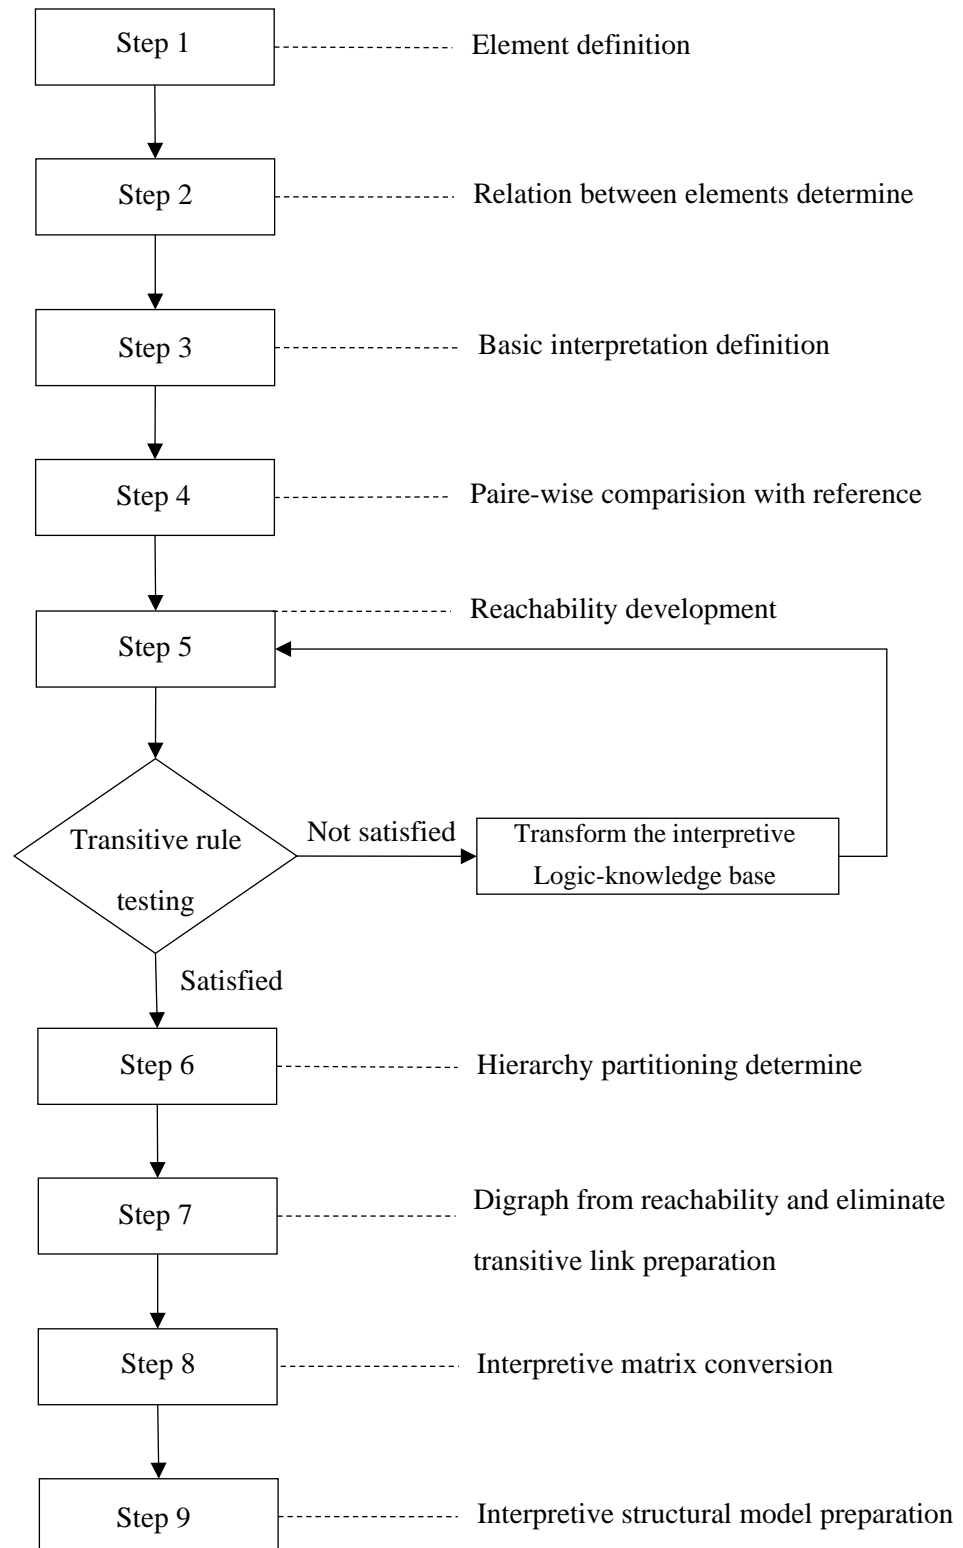 Step 1
Element definition
Step 2
Relation between elements determine
Step 3
Basic interpretation definition
Step 4
Paire-wise comparision with reference
Reachability development
Step 5
Transitive rule
testing
Not satisfied
Transform the interpretive
Logic-knowledge base
Satisfied
Step 6
Hierarchy partitioning determine
Step 7
Digraph from reachability and eliminate
transitive link preparation
Step 8
Interpretive matrix conversion
Step 9
Interpretive structural model preparation